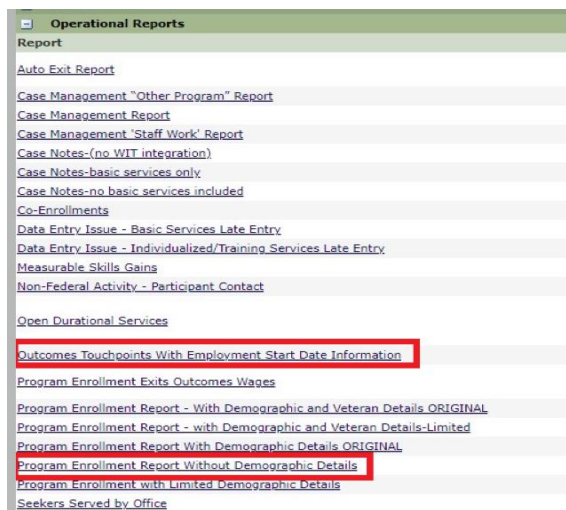 Operational Reports
Report
Auto Exit Report
Case Management "Other Program" Report
Case Management Report
Case Management 'Staff Work' Report
Case Notes-(no WIT integration)
Case Notes-basic services only
Case Notes-no basic services included
Co-Enrollments
Data Entry Issue - Basic Services Late Entry
Data Entry Issue - Individualized/Training Services Late Entry
Measurable Skills Gains
Non-Federal Activity - Participant Contact
Open Durational Services
Outcomes Touchpoints With Employment Start Date Information
Program Enrollment Exits Outcomes Wages
Program Enrollment Report - With Demographic and Veteran Details ORIGINAL
Program Enrollment Report - with Demographic and Veteran Details-Limited
Program Enrollment Report With Demographic Details ORIGINAL
Program Enrollment Report Without Demographic Details
Program Enrollment with Limited Demographic Details
Seekers Served by Office